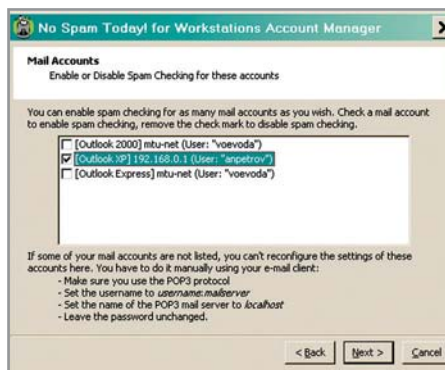 No Spam Today! for Workstations Account Manager
Mail Accounts
Enable or Disable Spam Checking for these accounts
You can enable spam checking for as many mail accounts as you wish. Check a mail account
to enable spam checking, remove the check mark to disable spam checking.
[Outlook 2000] mtu-net (User: "voevoda")
[Outlook XP] 192.168.0.1 (User: "anpetrov")
[Outlook Express] mtu-net (User: "voevoda")
If some of your mail accounts are not listed, you can't reconfigure the settings of these
accounts here. You have to do it manually using your e-mail client:
- Make sure you use the POP3 protocol
- Set the username to username:mailserver
- Set the name of the POP3 mail server to localhost
- Leave the password unchanged.
< Back Next > Cancel